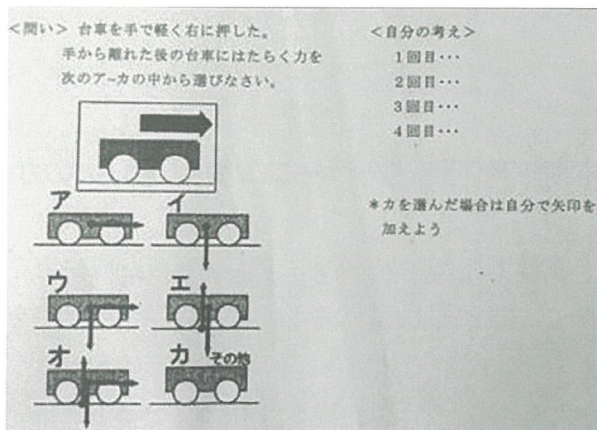 <問い> 台車を手で軽く右に押した。
手から離れた後の台車にはたらく力を
次のア~カの中から選びなさい。
ア
イ
ウ
エ
オ
カ その他
<自分の考え>
1回目・・・
2回目・・・
3回目・・・
4回目・・・
*カを選んだ場合は自分で矢印を
加えよう